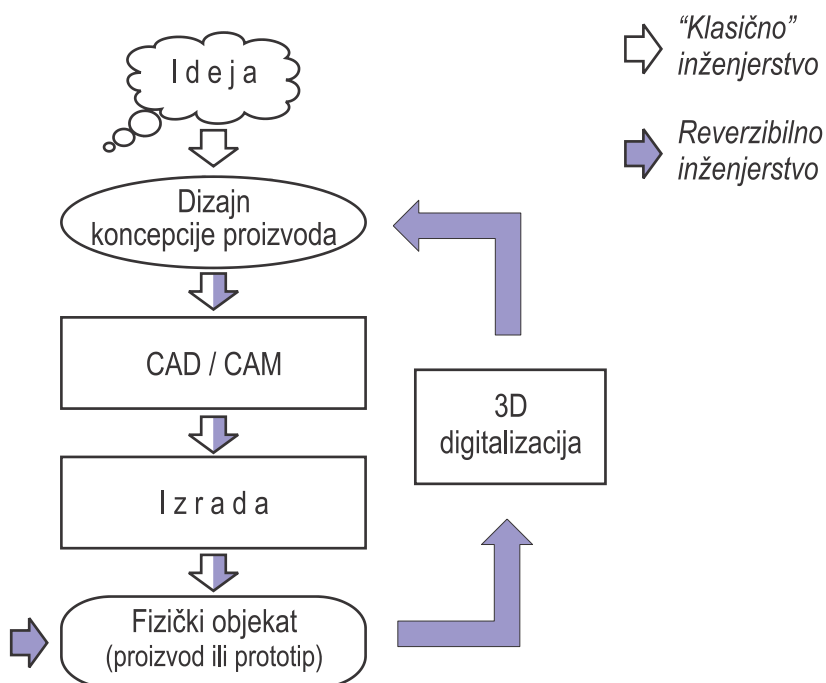 Ideja
Dizajn
koncepcije proizvoda
CAD / CAM
Izrada
Fizički objekat
(proizvod ili prototip)
3D
digitalizacija
“Klasično”
inženjerstvo
Reverzibilno
inženjerstvo